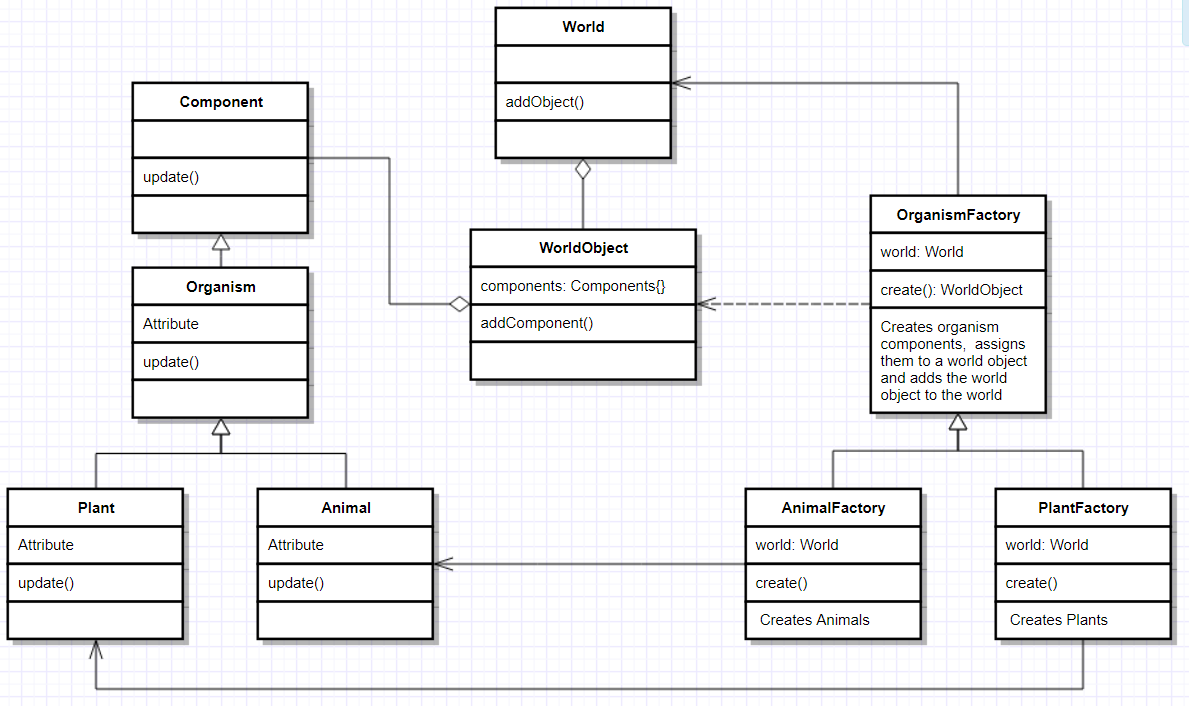 World
addObject()
Component
update()
WorldObject
components: Components{}
addComponent()
OrganismFactory
world: World
create(): WorldObject
Creates organism
components,  assigns
them to a world object
and adds the world
object to the world
Organism
Attribute
update()
Plant
Attribute
update()
Animal
Attribute
update()
AnimalFactory
world: World
create()
Creates Animals
PlantFactory
world: World
create()
Creates Plants